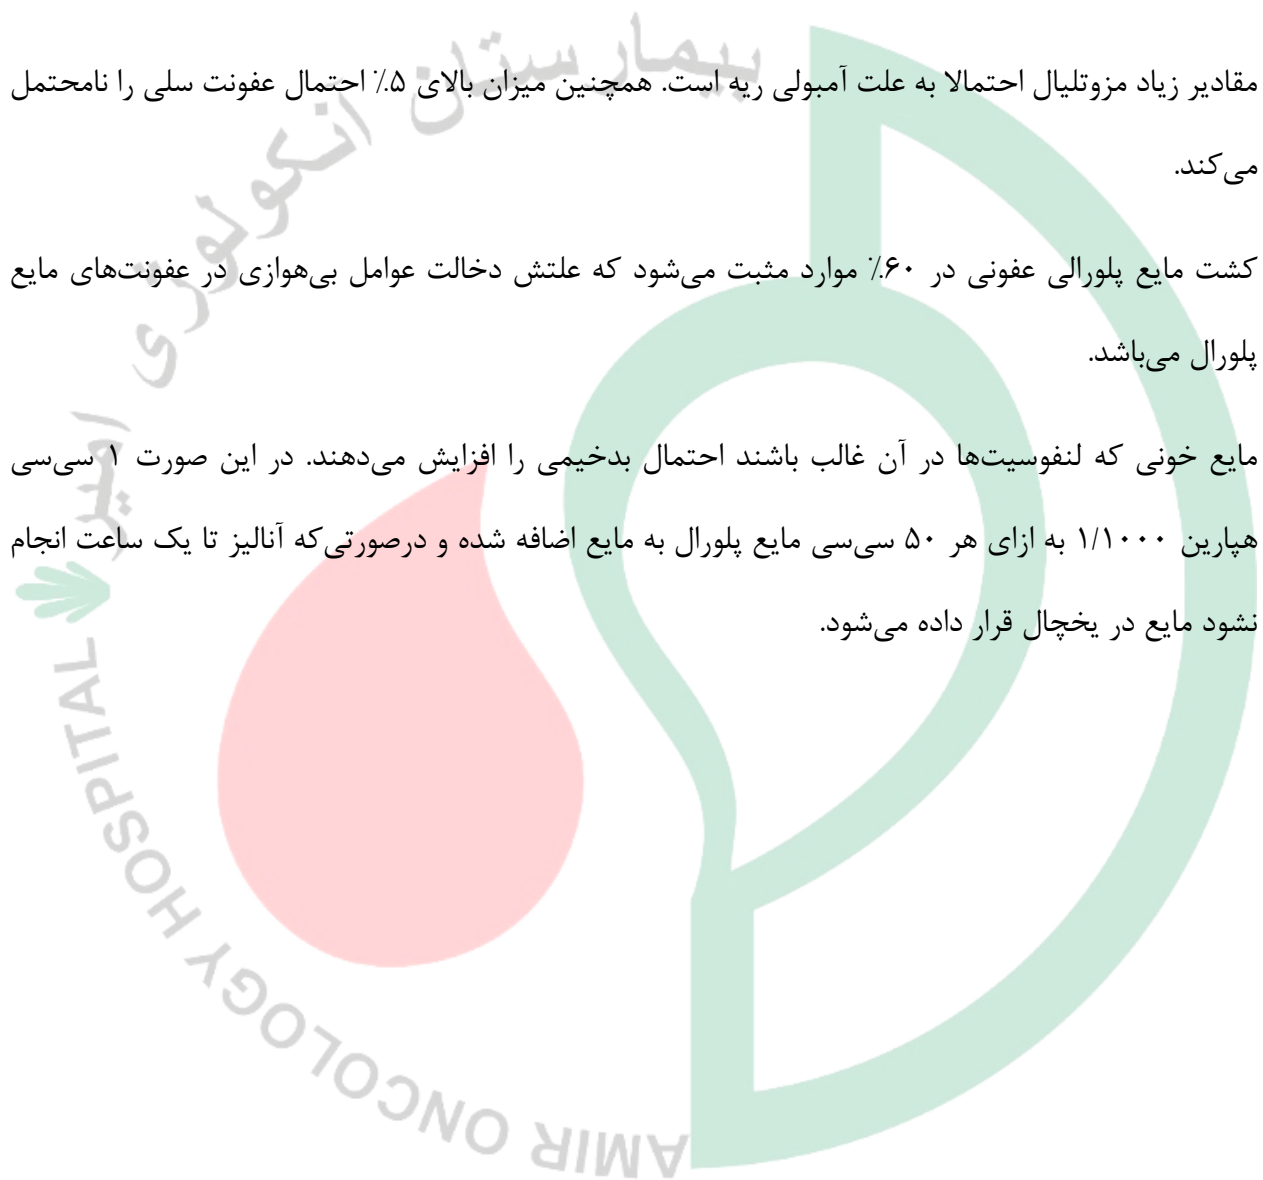 بیمارستان انکولوژی امیر
مقادیر زیاد مزوتلیال احتمالا به علت آمبولی ریه است. همچنین میزان بالای ۵٪ احتمال عفونت سلی را نامحتمل
می‌کند.
کشت مایع پلورالی عفونی در ۶۰٪ موارد مثبت می‌شود که علتش دخالت عوامل بی‌هوازی در عفونت‌های مایع
پلورال می‌باشد.
مایع خونی که لنفوسیت‌ها در آن غالب باشند احتمال بدخیمی را افزایش می‌دهند. در این صورت ۱ سی‌سی
هپارین ۱/۱۰۰۰ به ازای هر ۵۰ سی‌سی مایع پلورال به مایع اضافه شده و درصورتی‌که آنالیز تا یک ساعت انجام
نشود مایع در یخچال قرار داده می‌شود.
AMIR ONCOLOGY HOSPITAL